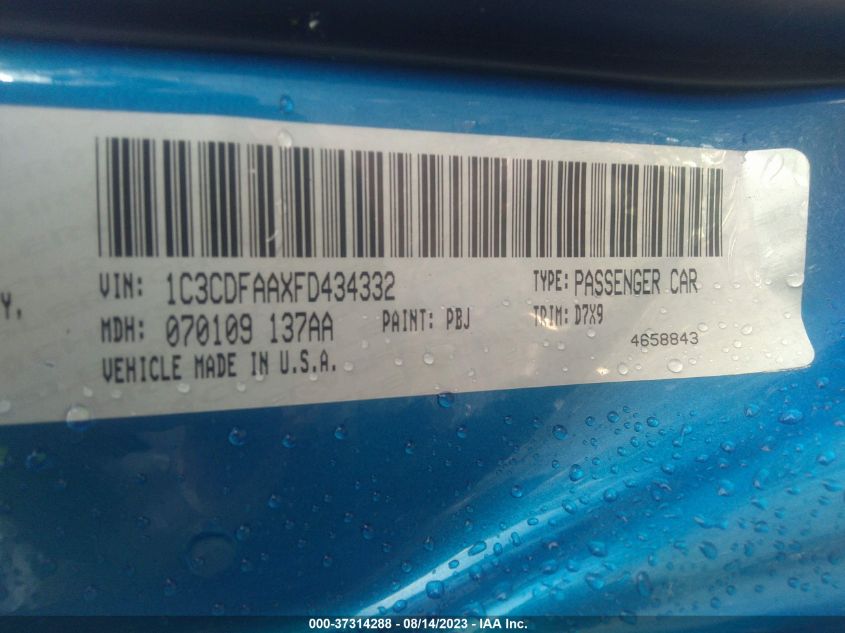 VIN: 1C3CDFAAXFD434332 TYPE: PASSENGER CAR
Y, MDH: 070109 137AA PAINT: PBJ TRIM: D7X9
4658843
VEHICLE MADE IN U.S.A.
000-37314288 - 08/14/2023 - IAA Inc.